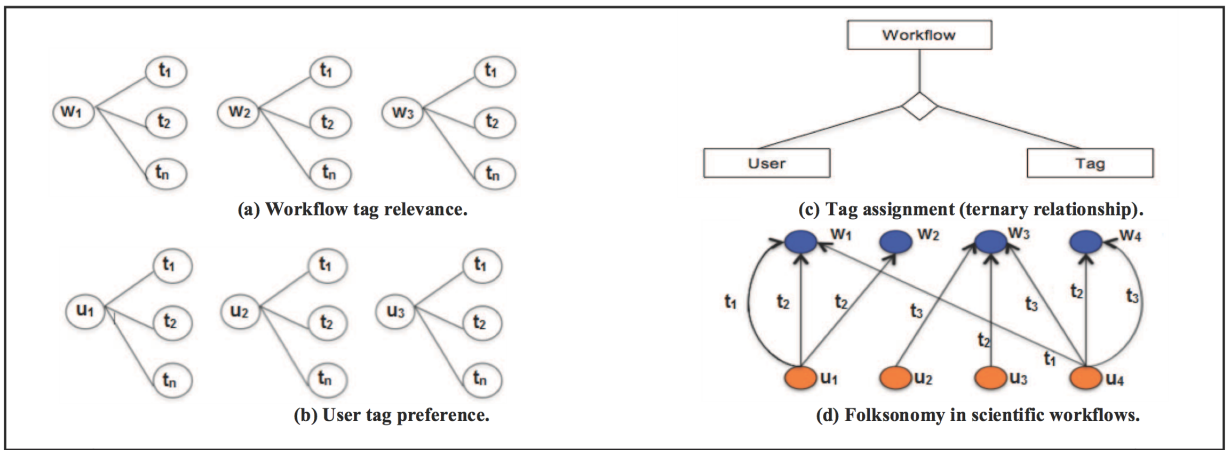 t1 t1 t1
w1 w2 w3
t2 t2 t2
tn tn tn
(a) Workflow tag relevance.
t1 t1 t1
u1 u2 u3
t2 t2 t2
tn tn tn
(b) User tag preference.
Workflow
User Tag
(c) Tag assignment (ternary relationship).
w1 w2 w3 w4
t1 t2 t2 t3 t3 t2 t3
t2 t1
u1 u2 u3 u4
(d) Folksonomy in scientific workflows.